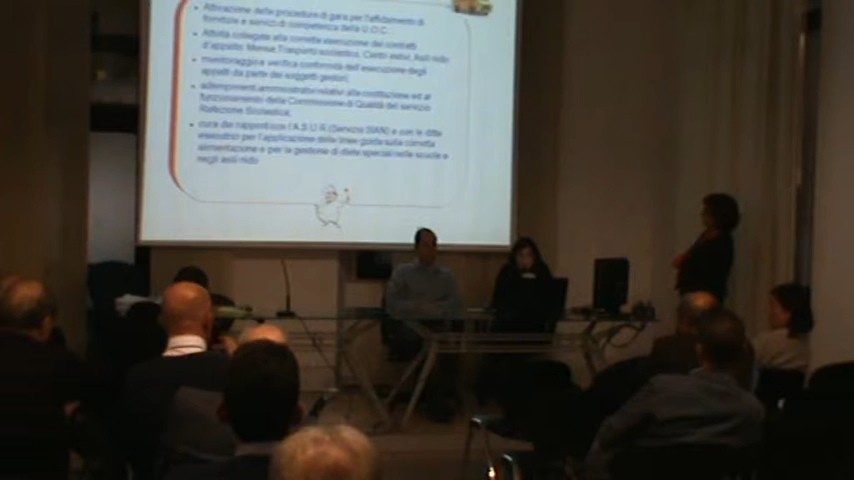 Attivazione delle procedure di gara per l'affidamento di
forniture e servizi di competenza della U.O.C.
Attività collegate alla corretta esecuzione dei contratti
d'appalto: Mense, Trasporto scolastico, Centri estivi, Asili nido
monitoraggio e verifica conformità dell'esecuzione degli
appalti da parte dei soggetti gestori,
adempimenti amministrativi relativi alla costituzione ed al
funzionamento della Commissione di Qualità del servizio
Refezione Scolastica;
cura dei rapporti con l'A.S.U.R. (Servizio SIAN) e con le ditte
esecutrici per l'applicazione delle linee guida sulla corretta
alimentazione e per la gestione di diete speciali nelle scuole e
negli asili nido